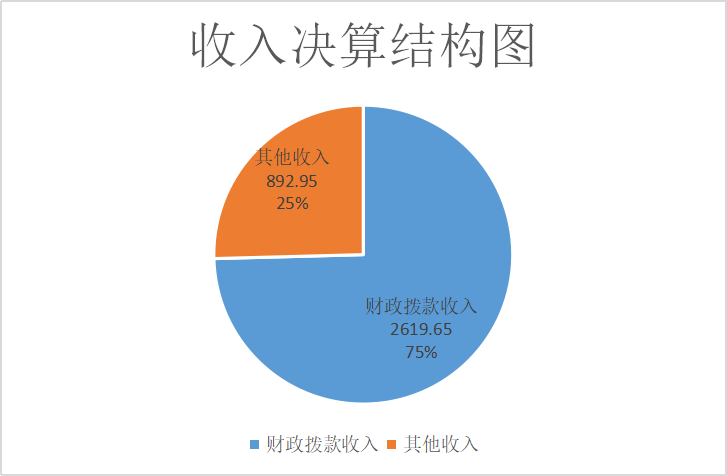 收入决算结构图
其他收入
892.95
25%
财政拨款收入
2619.65
75%
财政拨款收入 其他收入